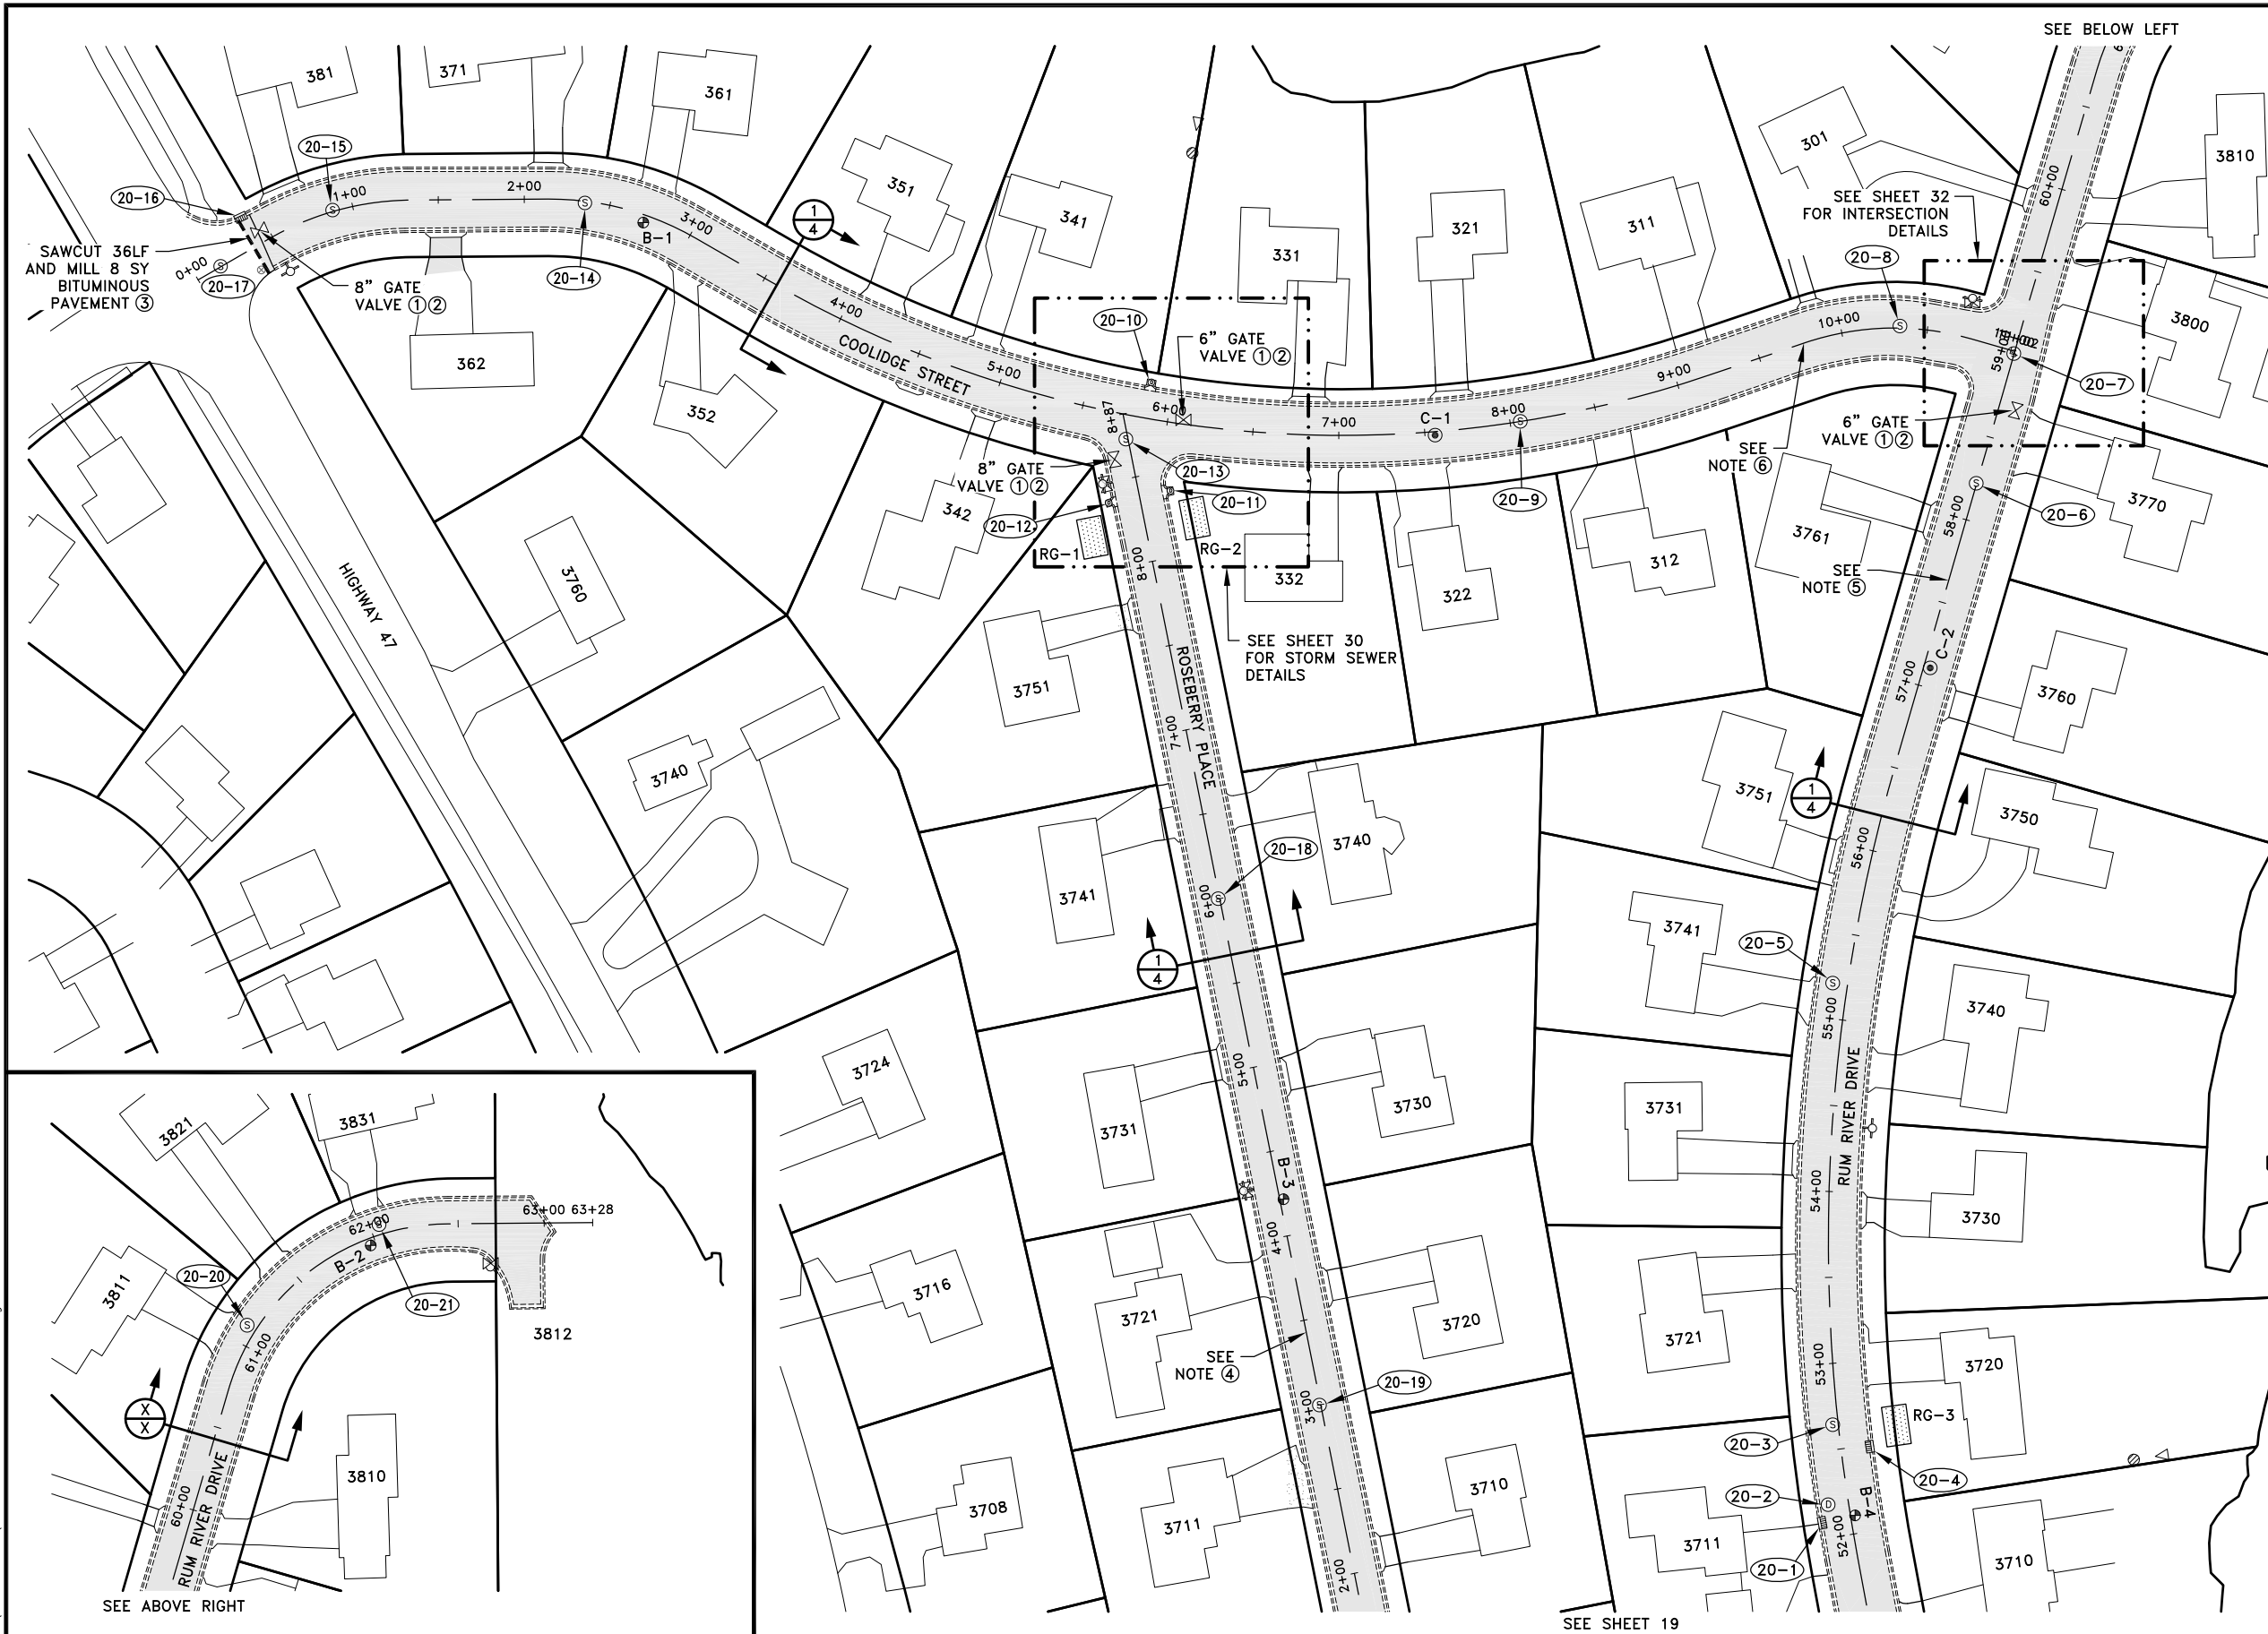 SEE BELOW LEFT
381
371
361
351
341
331
321
311
301
3810
20-15
20-16
1+00
2+00
3+00
B-1
1
4
SEE SHEET 32
FOR INTERSECTION
DETAILS
60+00
SAWCUT 36LF
AND MILL 8 SY
BITUMINOUS
PAVEMENT ③
0+00
20-17
8" GATE
VALVE ①②
20-14
4+00
COOLIDGE STREET
5+00
20-10
6" GATE
VALVE ①②
20-8
10+00
3800
59+00
20-7
362
352
8+87
6+00
7+00
C-1
8+00
9+00
6" GATE
VALVE ①②
SEE
NOTE ⑥
8" GATE
VALVE ①②
20-13
20-11
20-12
20-9
342
RG-1
RG-2
332
322
312
3761
58+00
20-6
3770
SEE
NOTE ⑤
HIGHWAY 47
3760
8+00
SEE SHEET 30
FOR STORM SEWER
DETAILS
3751
ROSEBERRY PLACE
7+00
57+00
C-2
3760
3740
3751
1
4
56+00
3750
3740
20-18
3741
6+00
1
4
3741
20-5
55+00
3740
3724
5+00
3731
3730
3731
RUM RIVER DRIVE
54+00
3730
B-3
4+00
3716
3721
3720
SEE
NOTE ④
3721
53+00
3720
20-19
3+00
RG-3
20-3
20-4
20-2
B-4
3708
3711
3710
3711
20-1
52+00
3710
2+00
SEE SHEET 19
3821
3831
62+00
63+00 63+28
B-2
20-20
20-21
3811
3812
61+00
X
X
3810
60+00
RUM RIVER DRIVE
SEE ABOVE RIGHT